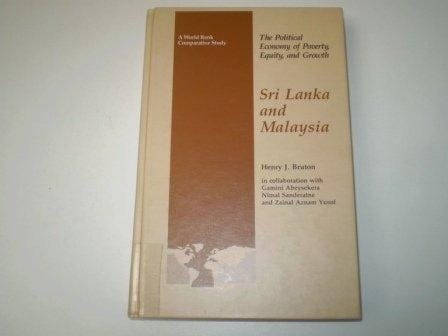 A World Bank
Comparative Study
The Political
Economy of Poverty,
Equity, and Growth
Sri Lanka
and
Malaysia
Henry J. Bruton
in collaboration with
Gamini Abeysekera
Nimal Sanderatne
and Zainal Aznam Yusof